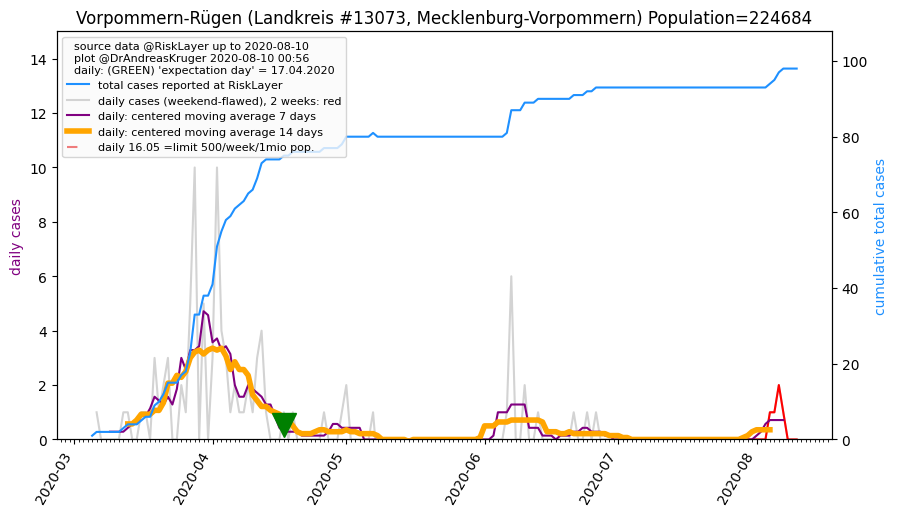 Vorpommern-Rügen (Landkreis #13073, Mecklenburg-Vorpommern) Population=224684
source data @RiskLayer up to 2020-08-10
plot @DrAndreasKruger 2020-08-10 00:56
daily: (GREEN) 'expectation day' = 17.04.2020
total cases reported at RiskLayer
daily cases (weekend-flawed), 2 weeks: red
daily: centered moving average 7 days
daily: centered moving average 14 days
daily 16.05 =limit 500/week/1mio pop.
daily cases
14
12
10
8
6
4
2
0
cumulative total cases
100
80
60
40
20
0
2020-03
2020-04
2020-05
2020-06
2020-07
2020-08